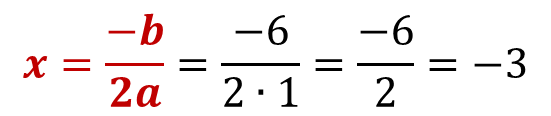 x = -b/2a = -6/2·1 = -6/2 = -3